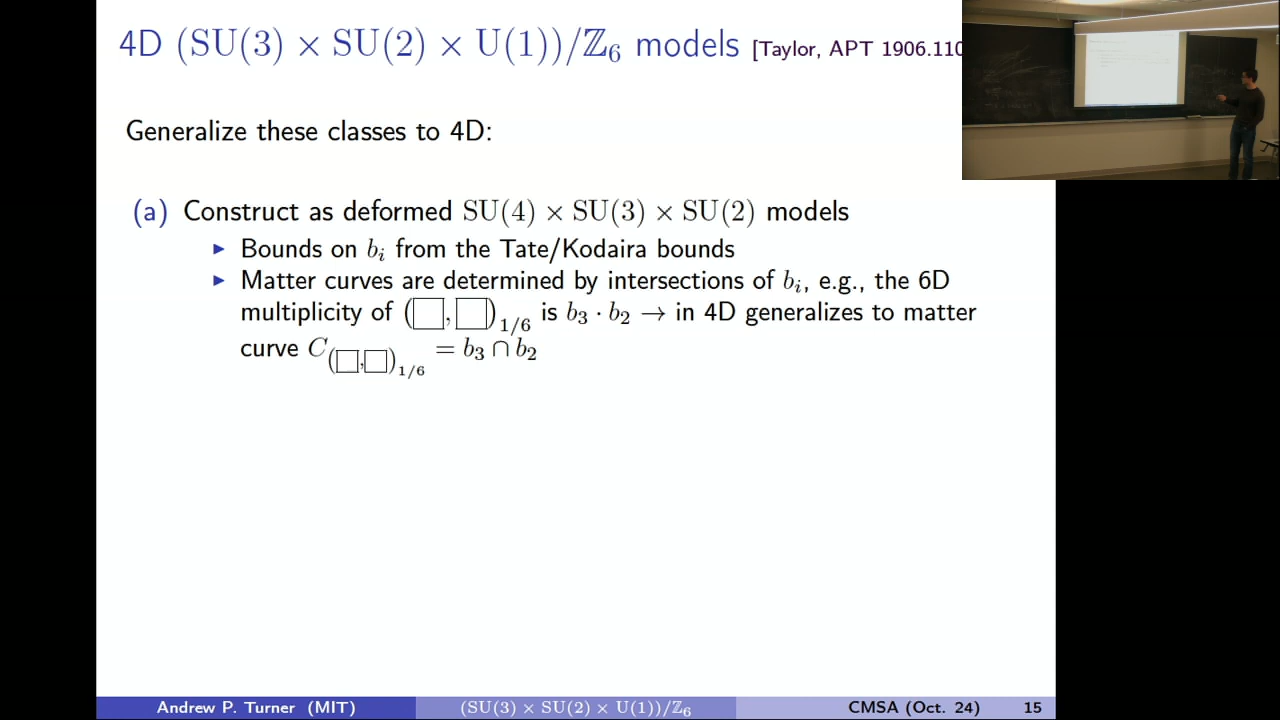 4D (SU(3) × SU(2) × U(1))/ℤ₆ models [Taylor, APT 1906.110
Generalize these classes to 4D:
(a) Construct as deformed SU(4) × SU(3) × SU(2) models
▶ Bounds on bᵢ from the Tate/Kodaira bounds
▶ Matter curves are determined by intersections of bᵢ, e.g., the 6D
multiplicity of (□, □)₁/₆ is b₃ · b₂ → in 4D generalizes to matter
curve C₍□,□₎₁/₆ = b₃ ∩ b₂
Andrew P. Turner (MIT) (SU(3) × SU(2) × U(1))/ℤ₆ CMSA (Oct. 24) 15